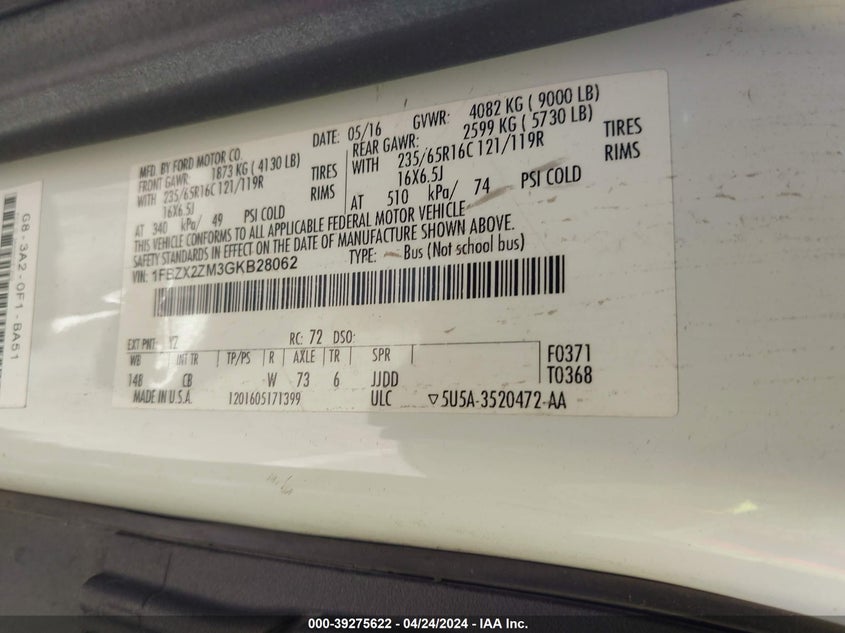 MFD. BY FORD MOTOR CO.
DATE: 05/16 GVWR: 4082 KG ( 9000 LB)
FRONT GAWR: 1873 KG ( 4130 LB)
REAR GAWR: 2599 KG ( 5730 LB)
WITH 235/65R16C 121/119R TIRES
WITH 235/65R16C 121/119R TIRES
16X6.5J RIMS
16X6.5J RIMS
AT 340 kPa/ 49 PSI COLD
AT 510 kPa/ 74 PSI COLD
THIS VEHICLE CONFORMS TO ALL APPLICABLE FEDERAL MOTOR VEHICLE
SAFETY STANDARDS IN EFFECT ON THE DATE OF MANUFACTURE SHOWN ABOVE.
VIN: 1FBZX2ZM3GKB28062 TYPE: Bus (Not school bus)
EXT PNT: YZ RC: 72 DSO:
WB INT TR TP/PS R AXLE TR SPR F0371
148 CB W 73 6 JJDD T0368
MADE IN U.S.A. 1201605171399 ULC ▽5U5A-3520472-AA
G8-3A2-0F1-BA51
000-39275622 / 04/24/2024 - IAA Inc.